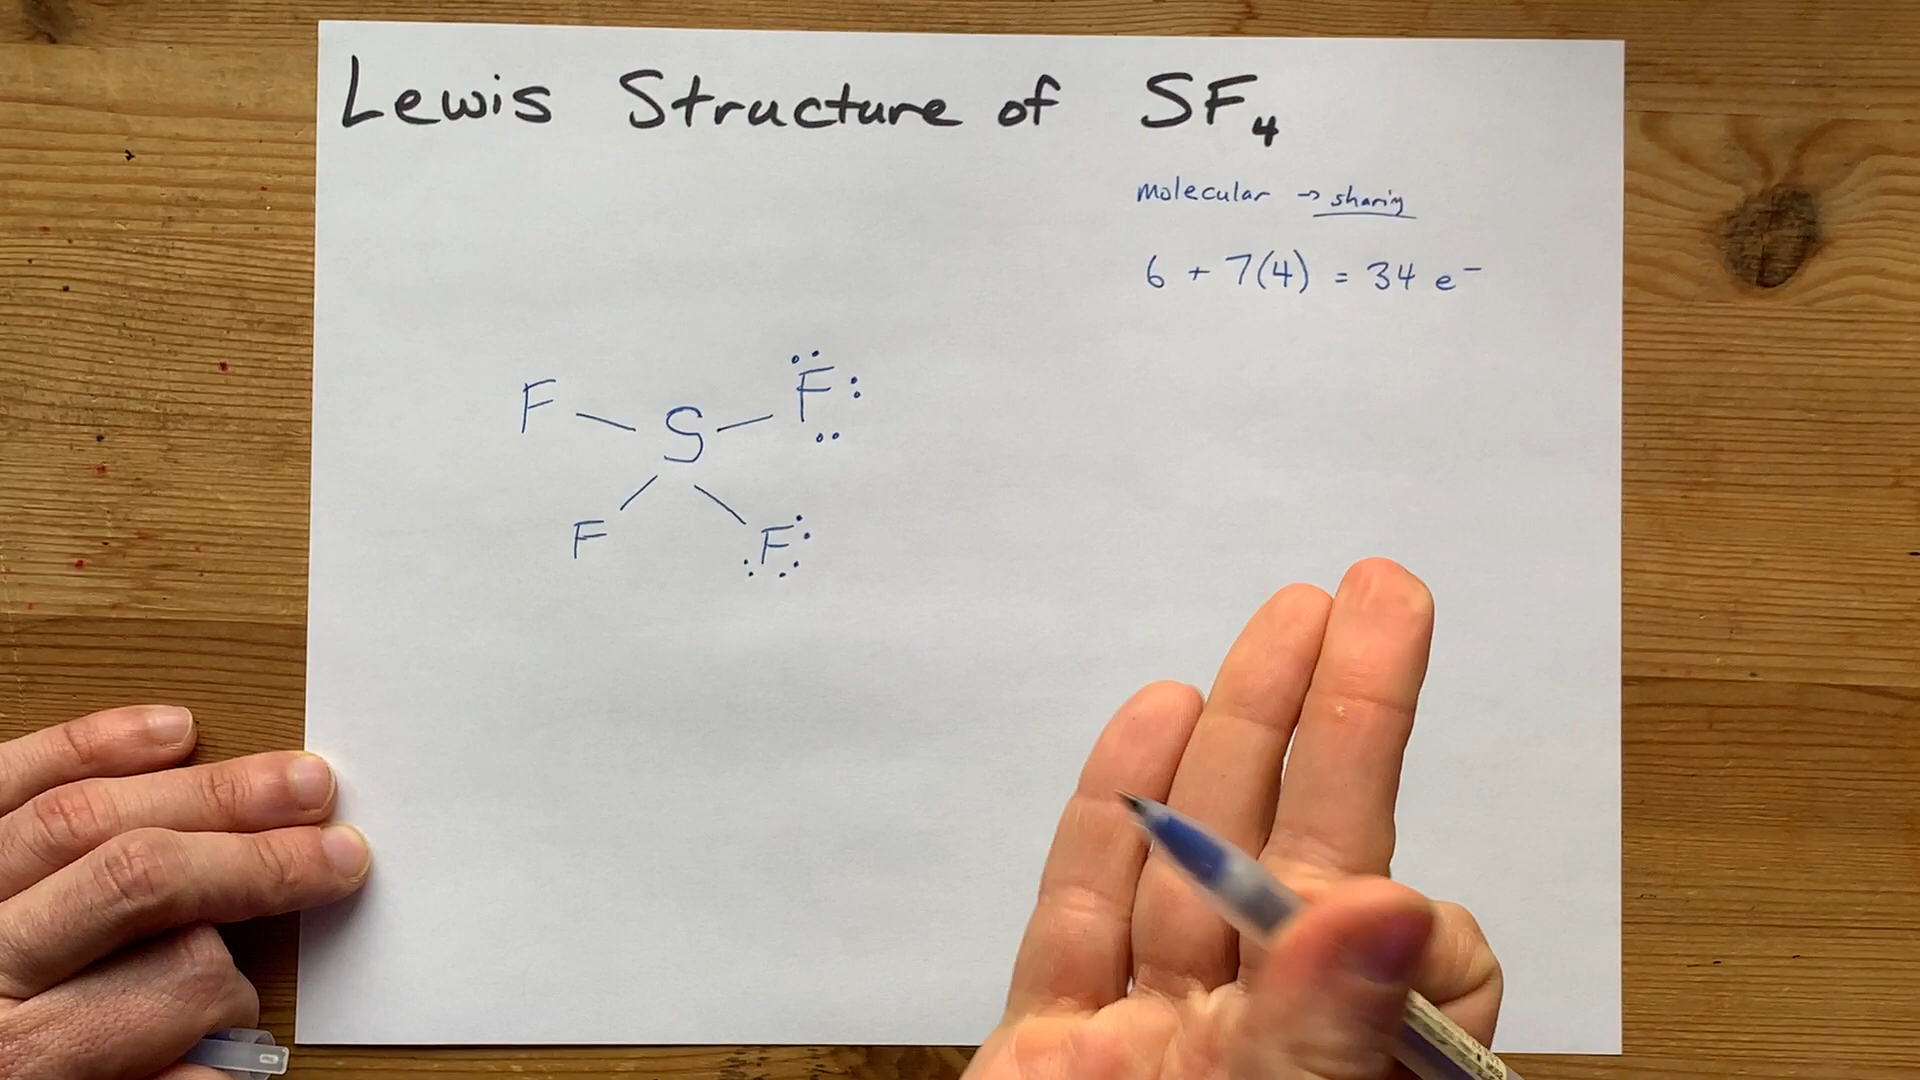 Lewis Structure of SF₄
molecular → sharing
6 + 7(4) = 34 e⁻
F S F
F F